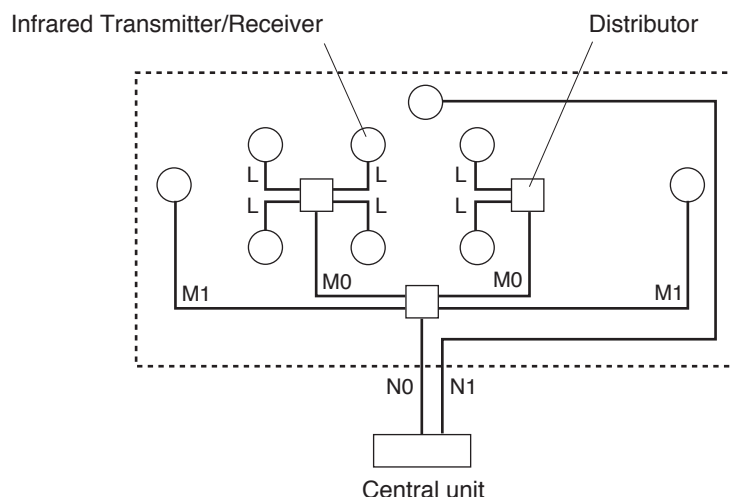 Infrared Transmitter/Receiver
Distributor
L L L
L L L
M0 M0
M1 M1
N0 N1
Central unit